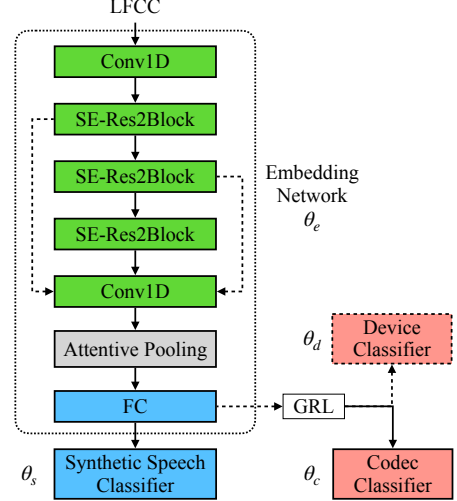 LFCC
Conv1D
SE-Res2Block
SE-Res2Block
SE-Res2Block
Conv1D
Attentive Pooling
FC
Synthetic Speech
Classifier
θs
Embedding
Network
θe
GRL
Device
Classifier
θd
Codec
Classifier
θc